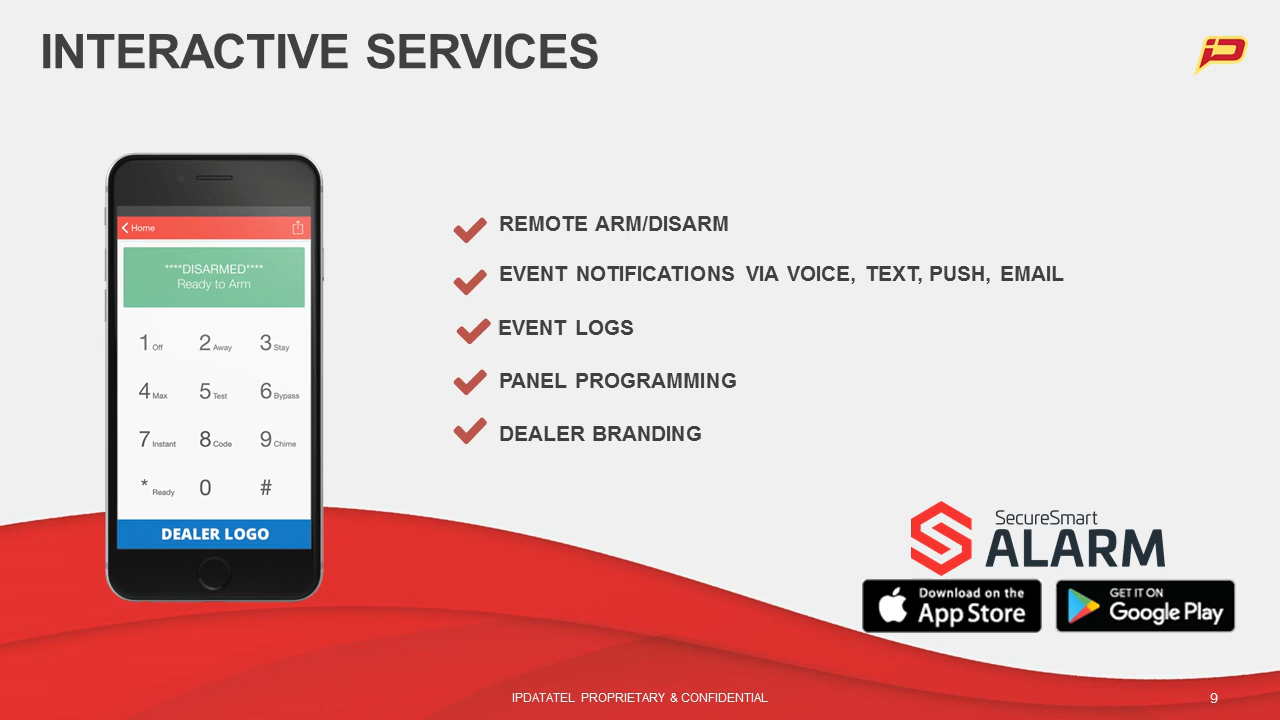 INTERACTIVE SERVICES
Home
****DISARMED****
Ready to Arm
1 Off 2 Away 3 Stay
4 Max 5 Test 6 Bypass
7 Instant 8 Code 9 Chime
* Ready 0 #
DEALER LOGO
REMOTE ARM/DISARM
EVENT NOTIFICATIONS VIA VOICE, TEXT, PUSH, EMAIL
EVENT LOGS
PANEL PROGRAMMING
DEALER BRANDING
SecureSmart
ALARM
Download on the
App Store
GET IT ON
Google Play
IPDATATEL PROPRIETARY & CONFIDENTIAL
9